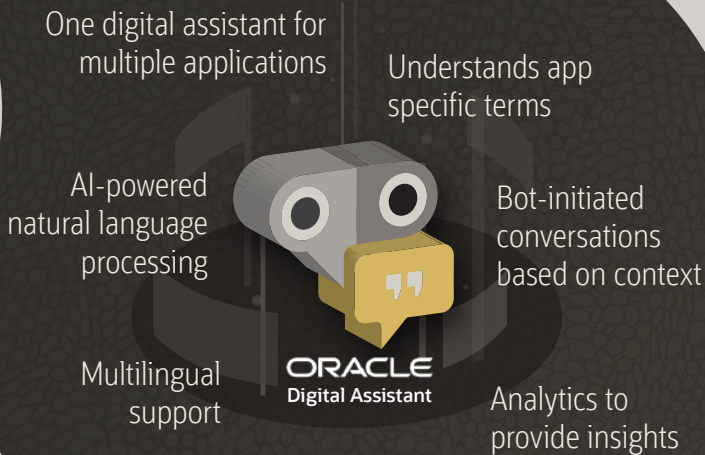 One digital assistant for
multiple applications
Understands app
specific terms
AI-powered
natural language
processing
Bot-initiated
conversations
based on context
Multilingual
support
ORACLE
Digital Assistant
Analytics to
provide insights